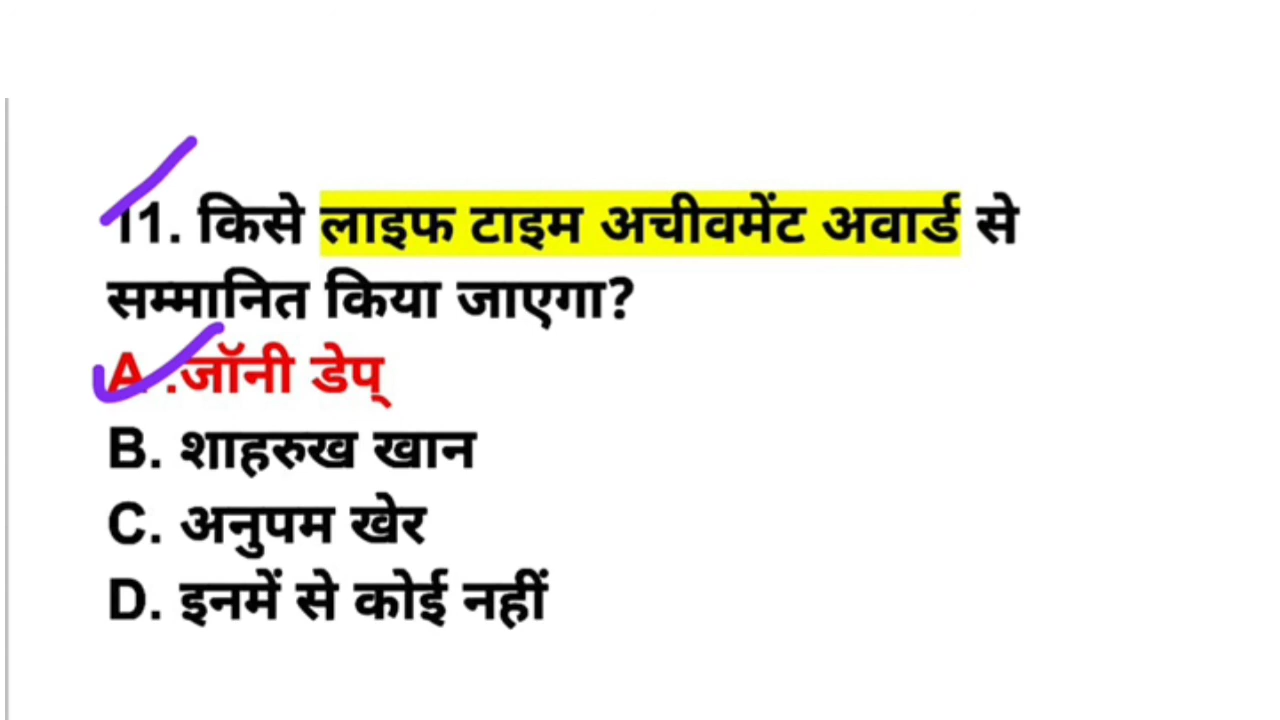 11. किसे लाइफ टाइम अचीवमेंट अवार्ड से
सम्मानित किया जाएगा?
A .जॉनी डेप्
B. शाहरुख खान
C. अनुपम खेर
D. इनमें से कोई नहीं